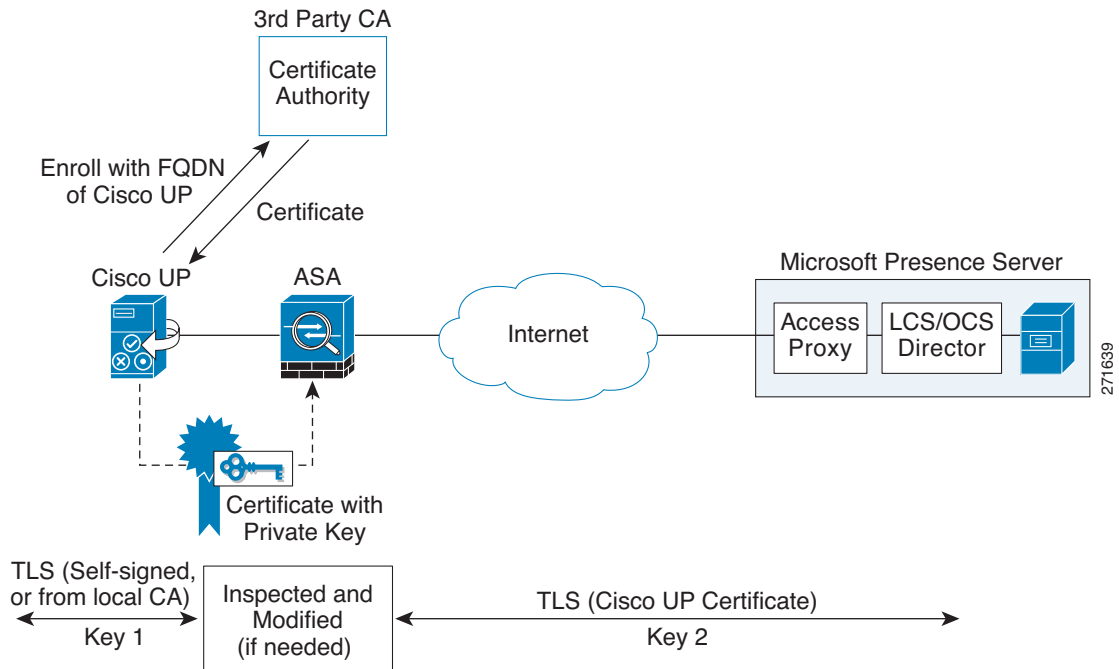 3rd Party CA
Certificate
Authority
Enroll with FQDN
of Cisco UP
Certificate
Cisco UP
ASA
Internet
Microsoft Presence Server
Access
Proxy
LCS/OCS
Director
271639
Certificate with
Private Key
TLS (Self-signed,
or from local CA)
Key 1
Inspected and
Modified
(if needed)
TLS (Cisco UP Certificate)
Key 2